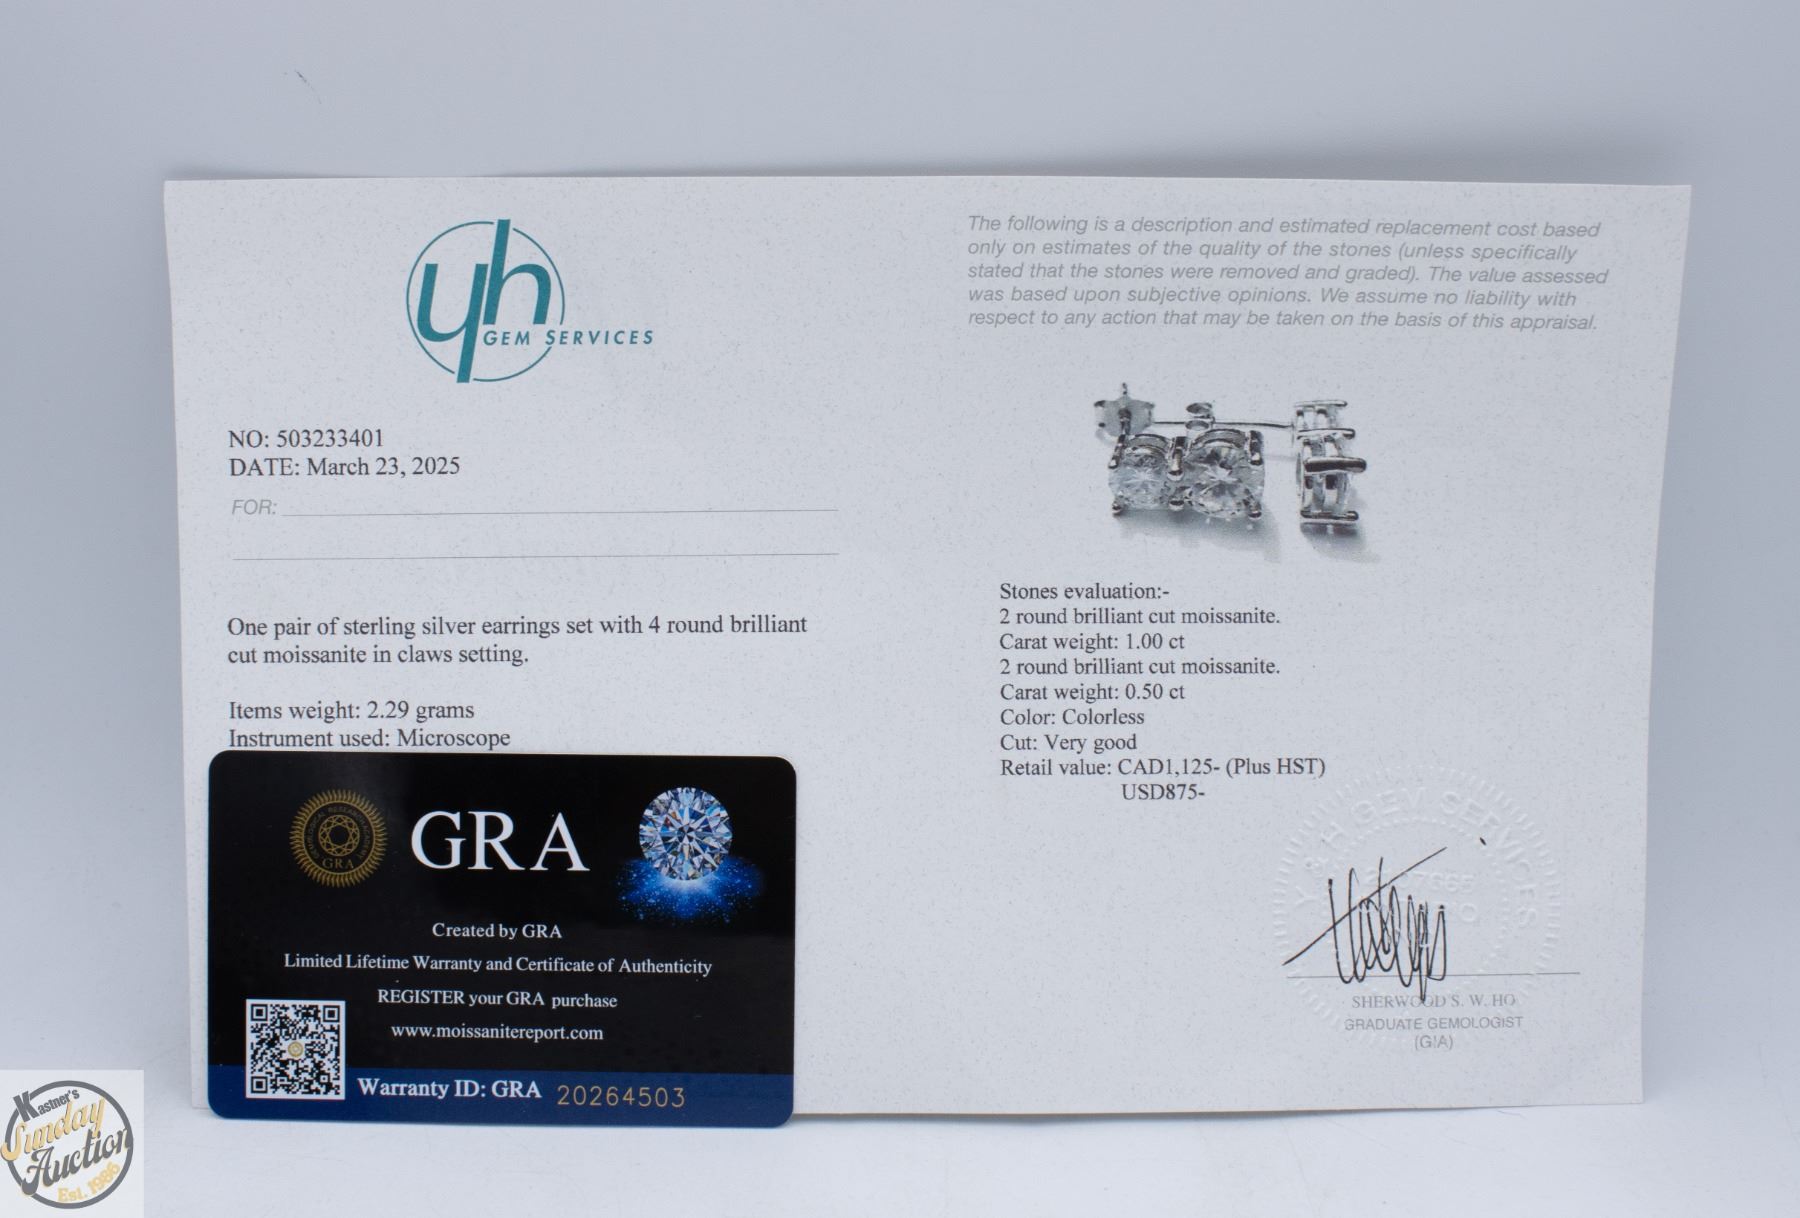 yh
GEM SERVICES
NO: 503233401
DATE: March 23, 2025
FOR:
One pair of sterling silver earrings set with 4 round brilliant
cut moissanite in claws setting.
Items weight: 2.29 grams
Instrument used: Microscope
The following is a description and estimated replacement cost based
only on estimates of the quality of the stones (unless specifically
stated that the stones were removed and graded). The value assessed
was based upon subjective opinions. We assume no liability with
respect to any action that may be taken on the basis of this appraisal.
Stones evaluation:-
2 round brilliant cut moissanite.
Carat weight: 1.00 ct
2 round brilliant cut moissanite.
Carat weight: 0.50 ct
Color: Colorless
Cut: Very good
Retail value: CAD1,125- (Plus HST)
USD875-
Y & H GEM SERVICES
SHERWOOD S. W. HO
GRADUATE GEMOLOGIST
(GIA)
GEMOLOGICAL RESEARCH ACADEMY
GRA
GRA
Created by GRA
Limited Lifetime Warranty and Certificate of Authenticity
REGISTER your GRA purchase
www.moissanitereport.com
Warranty ID: GRA 20264503
Kastner's
Sunday
Auction
Est. 1986